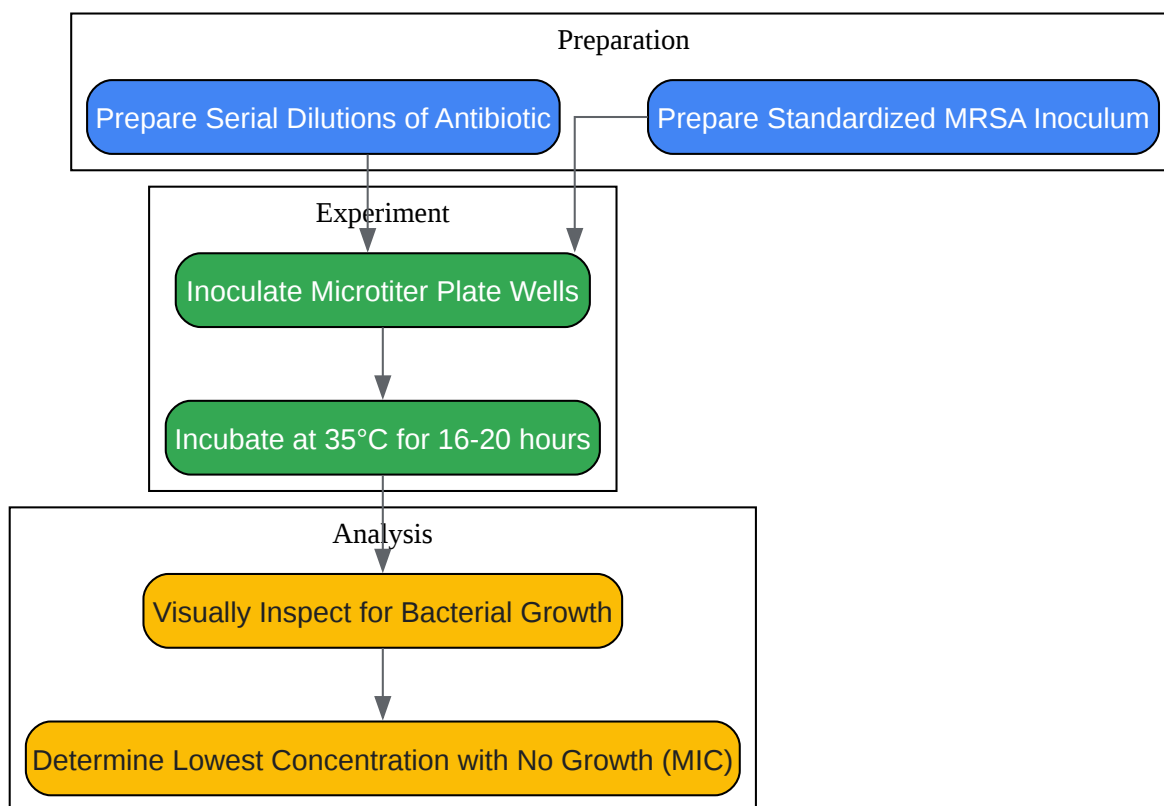 Preparation
Prepare Serial Dilutions of Antibiotic
Prepare Standardized MRSA Inoculum
Experiment
Inoculate Microtiter Plate Wells
Incubate at 35°C for 16-20 hours
Analysis
Visually Inspect for Bacterial Growth
Determine Lowest Concentration with No Growth (MIC)